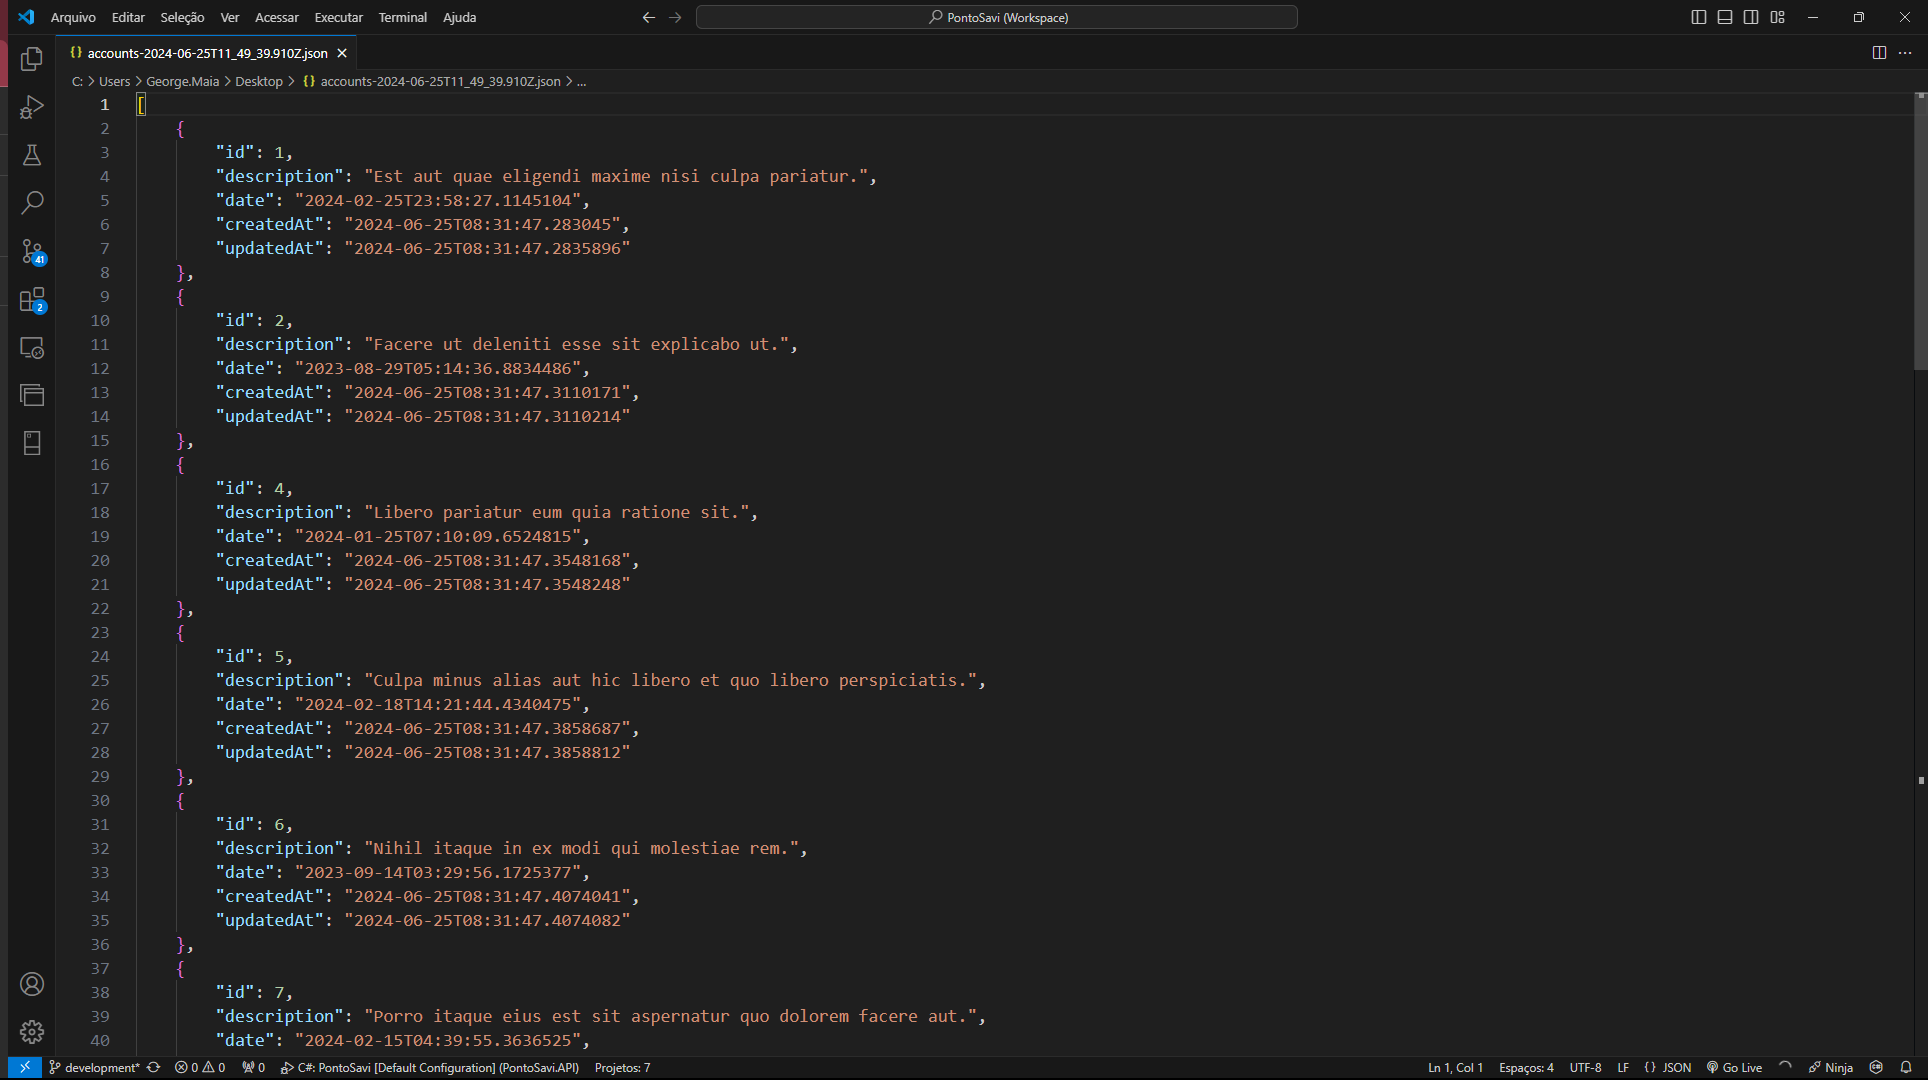 Arquivo Editar Seleção Ver Acessar Executar Terminal Ajuda PontoSavi (Workspace)
{} accounts-2024-06-25T11_49_39.910Z.json
C: > Users > George.Maia > Desktop > {} accounts-2024-06-25T11_49_39.910Z.json > ...
1 [
2 {
3 "id": 1,
4 "description": "Est aut quae eligendi maxime nisi culpa pariatur.",
5 "date": "2024-02-25T23:58:27.1145104",
6 "createdAt": "2024-06-25T08:31:47.283045",
7 "updatedAt": "2024-06-25T08:31:47.2835896"
8 },
9 {
10 "id": 2,
11 "description": "Facere ut deleniti esse sit explicabo ut.",
12 "date": "2023-08-29T05:14:36.8834486",
13 "createdAt": "2024-06-25T08:31:47.3110171",
14 "updatedAt": "2024-06-25T08:31:47.3110214"
15 },
16 {
17 "id": 4,
18 "description": "Libero pariatur eum quia ratione sit.",
19 "date": "2024-01-25T07:10:09.6524815",
20 "createdAt": "2024-06-25T08:31:47.3548168",
21 "updatedAt": "2024-06-25T08:31:47.3548248"
22 },
23 {
24 "id": 5,
25 "description": "Culpa minus alias aut hic libero et quo libero perspiciatis.",
26 "date": "2024-02-18T14:21:44.4340475",
27 "createdAt": "2024-06-25T08:31:47.3858687",
28 "updatedAt": "2024-06-25T08:31:47.3858812"
29 },
30 {
31 "id": 6,
32 "description": "Nihil itaque in ex modi qui molestiae rem.",
33 "date": "2023-09-14T03:29:56.1725377",
34 "createdAt": "2024-06-25T08:31:47.4074041",
35 "updatedAt": "2024-06-25T08:31:47.4074082"
36 },
37 {
38 "id": 7,
39 "description": "Porro itaque eius est sit aspernatur quo dolorem facere aut.",
40 "date": "2024-02-15T04:39:55.3636525",
41
2
development* 0 0 0 C#: PontoSavi [Default Configuration] (PontoSavi.API) Projetos: 7 Ln 1, Col 1 Espaços: 4 UTF-8 LF {} JSON Go Live Ninja